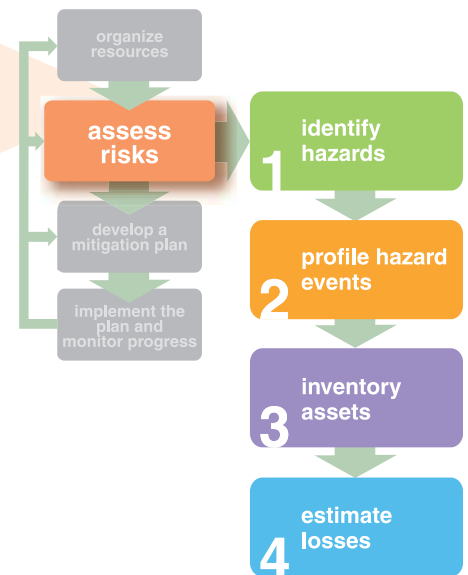 organize
resources
assess
risks
develop a
mitigation plan
implement the
plan and
monitor progress
1
identify
hazards
2
profile hazard
events
3
inventory
assets
4
estimate
losses